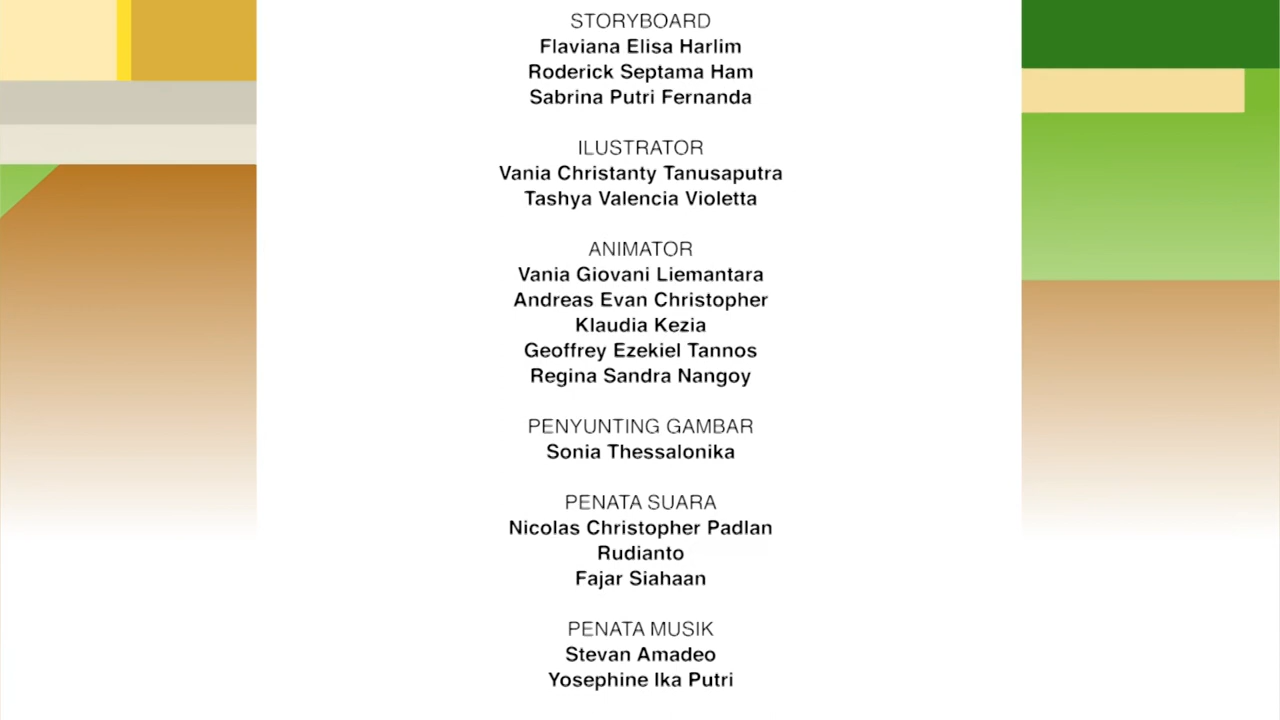 STORYBOARD
Flaviana Elisa Harlim
Roderick Septama Ham
Sabrina Putri Fernanda
ILUSTRATOR
Vania Christanty Tanusaputra
Tashya Valencia Violetta
ANIMATOR
Vania Giovani Liemantara
Andreas Evan Christopher
Klaudia Kezia
Geoffrey Ezekiel Tannos
Regina Sandra Nangoy
PENYUNTING GAMBAR
Sonia Thessalonika
PENATA SUARA
Nicolas Christopher Padlan
Rudianto
Fajar Siahaan
PENATA MUSIK
Stevan Amadeo
Yosephine Ika Putri